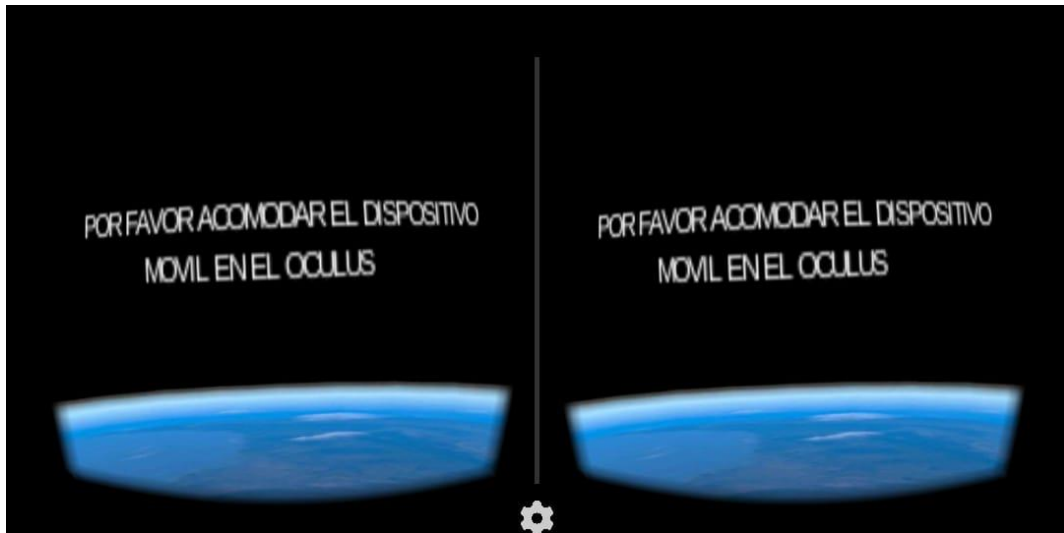 POR FAVOR ACOMODAR EL DISPOSITIVO
MOVIL EN EL OCULUS
POR FAVOR ACOMODAR EL DISPOSITIVO
MOVIL EN EL OCULUS